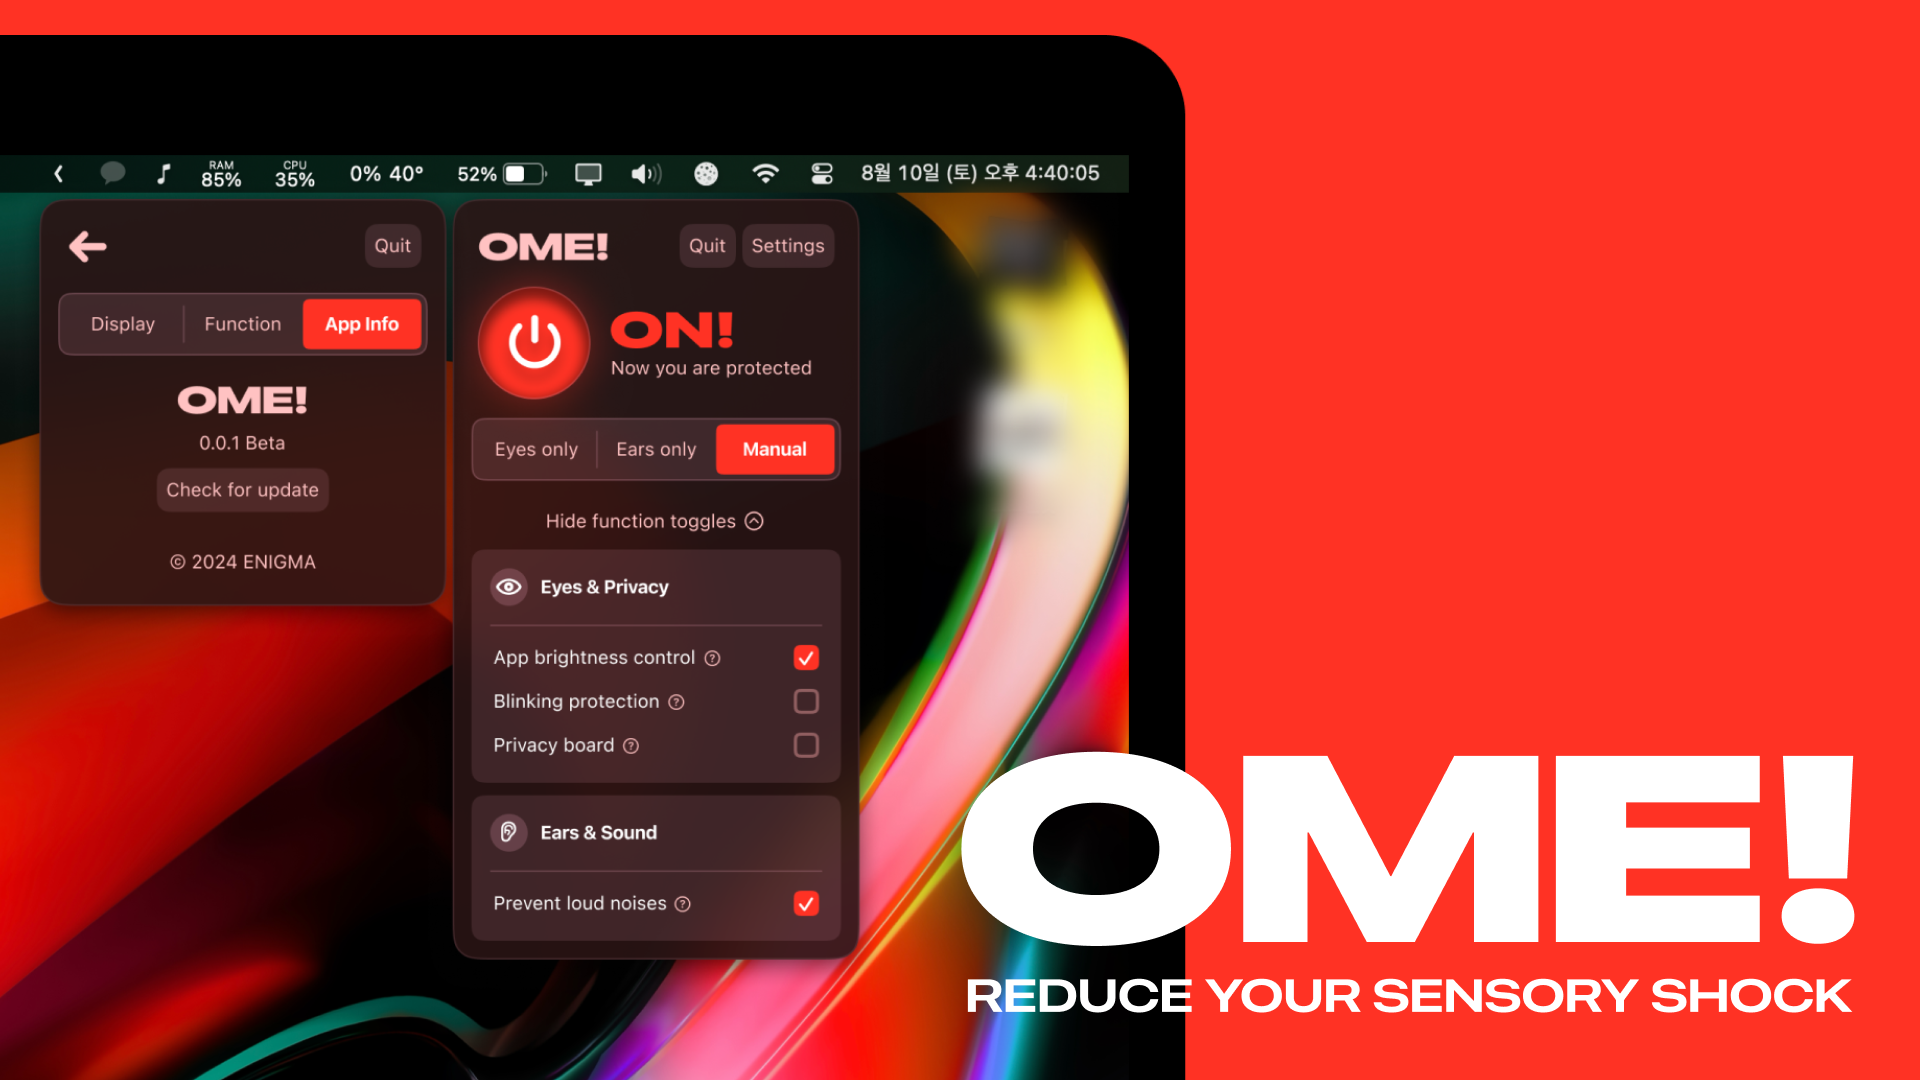 RAM
85%
CPU
35%
0% 40°
52%
8월 10일 (토) 오후 4:40:05
Quit
Display
Function
App Info
OME!
0.0.1 Beta
Check for update
© 2024 ENIGMA
OME!
Quit
Settings
ON!
Now you are protected
Eyes only
Ears only
Manual
Hide function toggles
Eyes & Privacy
App brightness control ?
Blinking protection ?
Privacy board ?
Ears & Sound
Prevent loud noises ?
OME!
REDUCE YOUR SENSORY SHOCK